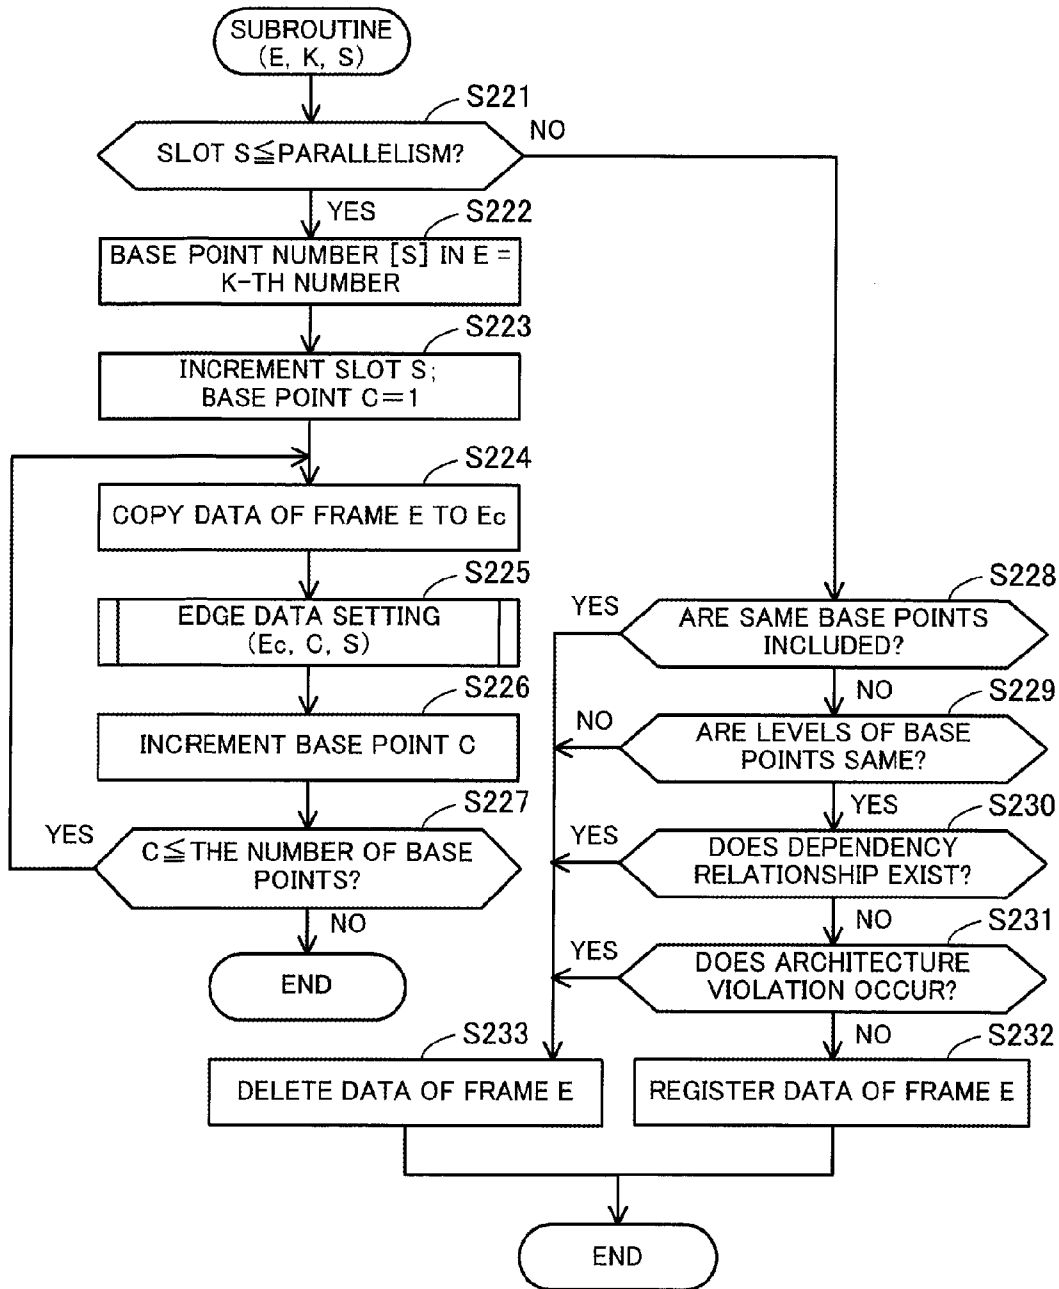 SUBROUTINE
(E, K, S)
S221
SLOT S≦PARALLELISM?
NO
YES
S222
BASE POINT NUMBER [S] IN E =
K-TH NUMBER
S223
INCREMENT SLOT S;
BASE POINT C=1
S224
COPY DATA OF FRAME E TO Ec
S225
EDGE DATA SETTING
(Ec, C, S)
S226
INCREMENT BASE POINT C
S227
YES
C≦THE NUMBER OF BASE
POINTS?
NO
END
S228
YES
ARE SAME BASE POINTS
INCLUDED?
NO
S229
NO
ARE LEVELS OF BASE
POINTS SAME?
YES
S230
YES
DOES DEPENDENCY
RELATIONSHIP EXIST?
NO
S231
YES
DOES ARCHITECTURE
VIOLATION OCCUR?
NO
S233
DELETE DATA OF FRAME E
S232
REGISTER DATA OF FRAME E
END